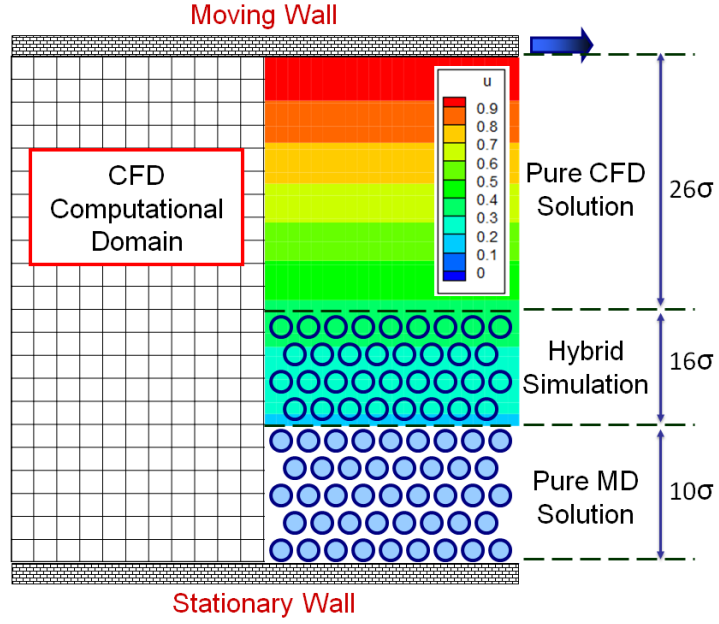 Moving Wall
u
0.9
0.8
0.7
0.6
0.5
0.4
0.3
0.2
0.1
0
CFD
Computational
Domain
Pure CFD
Solution
26σ
Hybrid
Simulation
16σ
Pure MD
Solution
10σ
Stationary Wall